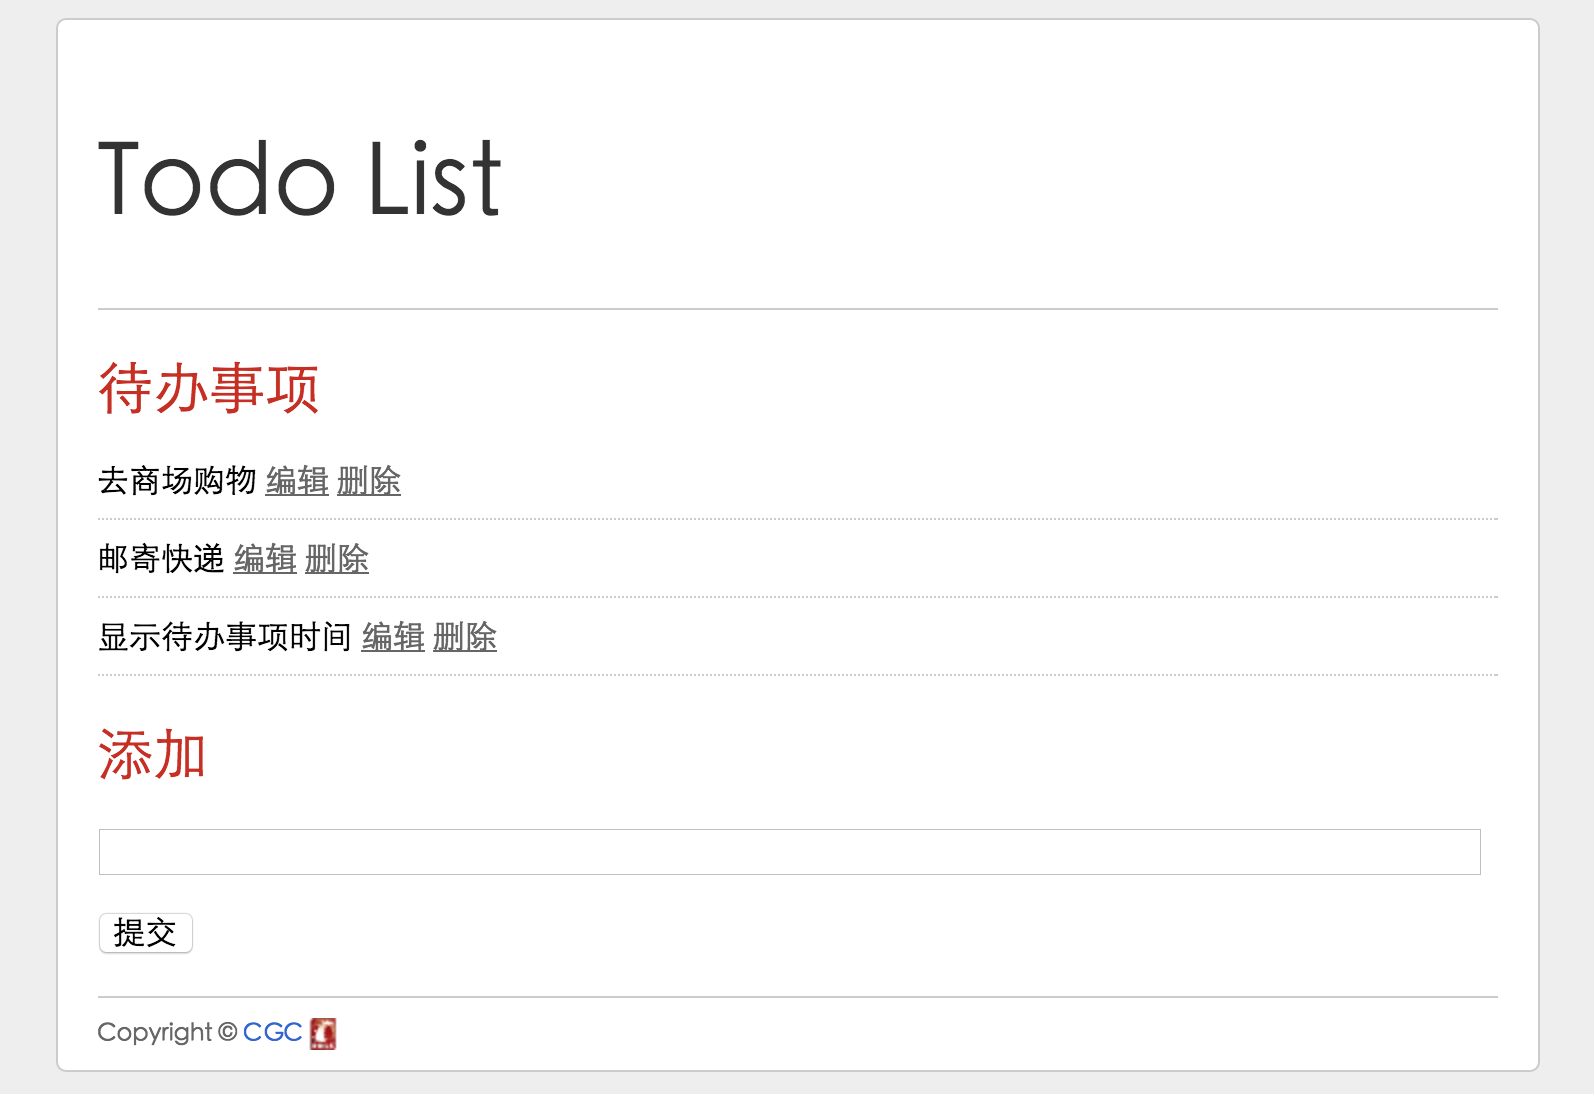 Todo List
待办事项
去商场购物 编辑 删除
邮寄快递 编辑 删除
显示待办事项时间 编辑 删除
添加
提交
Copyright © CGC